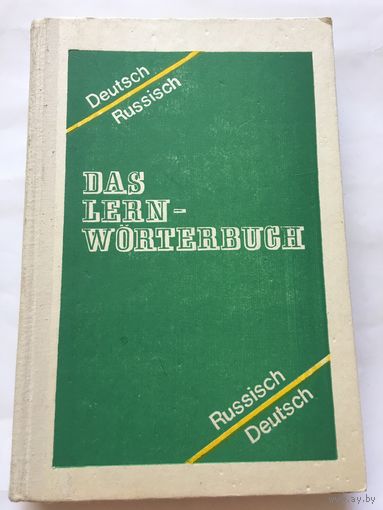 Deutsch
Russisch
DAS
LERN-
WÖRTERBUCH
Russisch
Deutsch